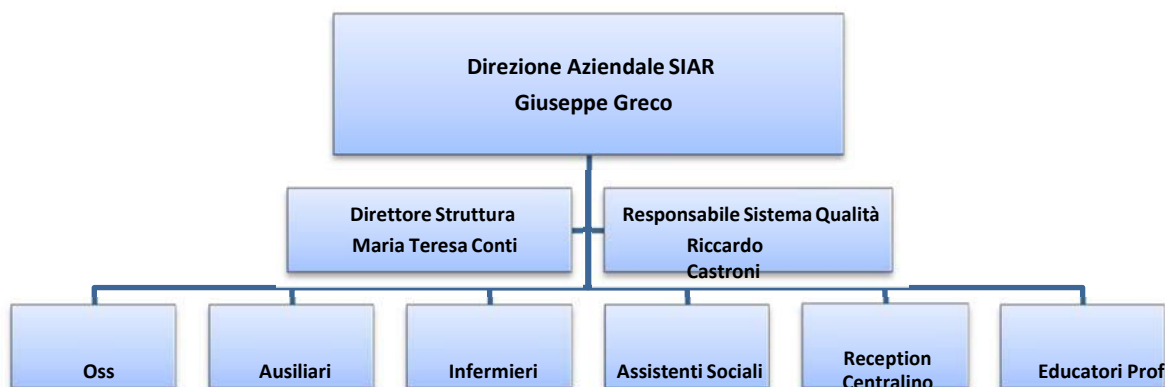 Direzione Aziendale SIAR
Giuseppe Greco
Direttore Struttura
Maria Teresa Conti
Responsabile Sistema Qualità
Riccardo
Castroni
Oss
Ausiliari
Infermieri
Assistenti Sociali
Reception
Centralino
Educatori Prof